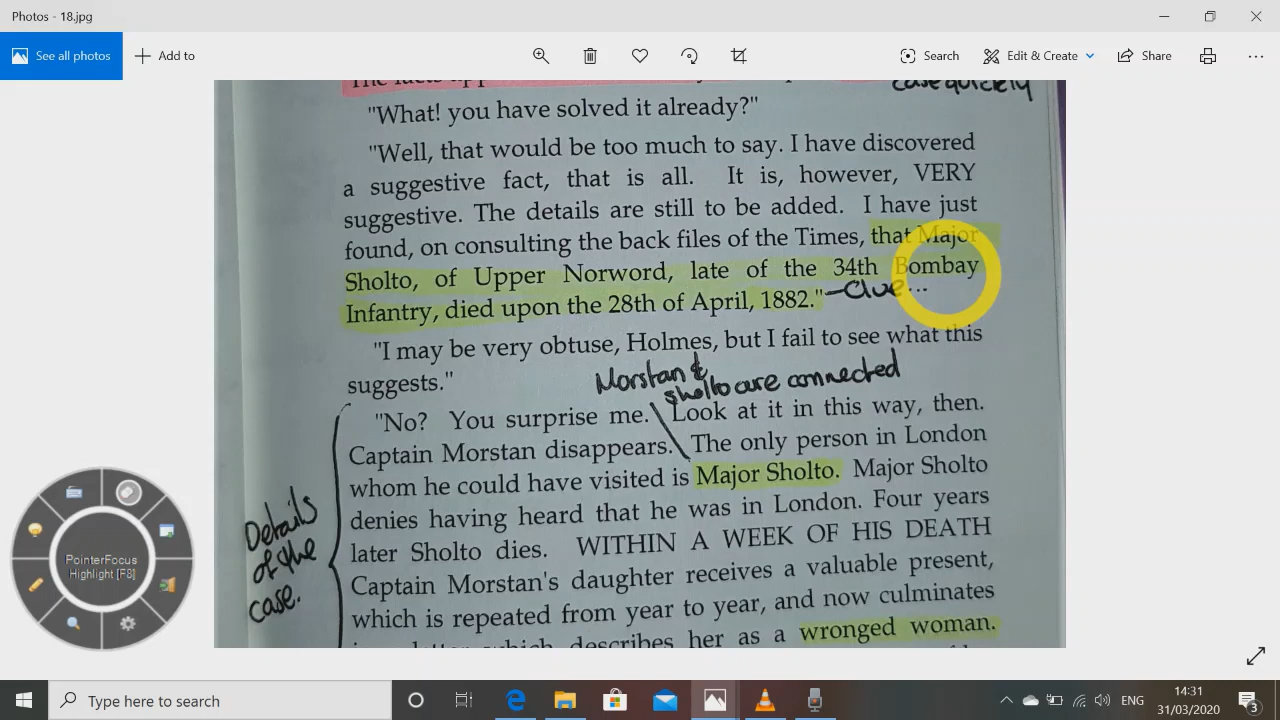 Photos - 18.jpg
See all photos
Add to
Search
Edit & Create
Share
case quickly
"What! you have solved it already?"
"Well, that would be too much to say. I have discovered
a suggestive fact, that is all. It is, however, VERY
suggestive. The details are still to be added. I have just
found, on consulting the back files of the Times, that Major
Sholto, of Upper Norword, late of the 34th Bombay
Infantry, died upon the 28th of April, 1882."
-Clue...
"I may be very obtuse, Holmes, but I fail to see what this
suggests."
Morstan &
sholto are connected
"No? You surprise me. Look at it in this way, then.
Captain Morstan disappears. The only person in London
whom he could have visited is Major Sholto. Major Sholto
denies having heard that he was in London. Four years
later Sholto dies. WITHIN A WEEK OF HIS DEATH
Captain Morstan's daughter receives a valuable present,
which is repeated from year to year, and now culminates
letter which describes her as a wronged woman.
Details
of the
case.
PointerFocus
Highlight [F8]
Type here to search
ENG
14:31
31/03/2020
3